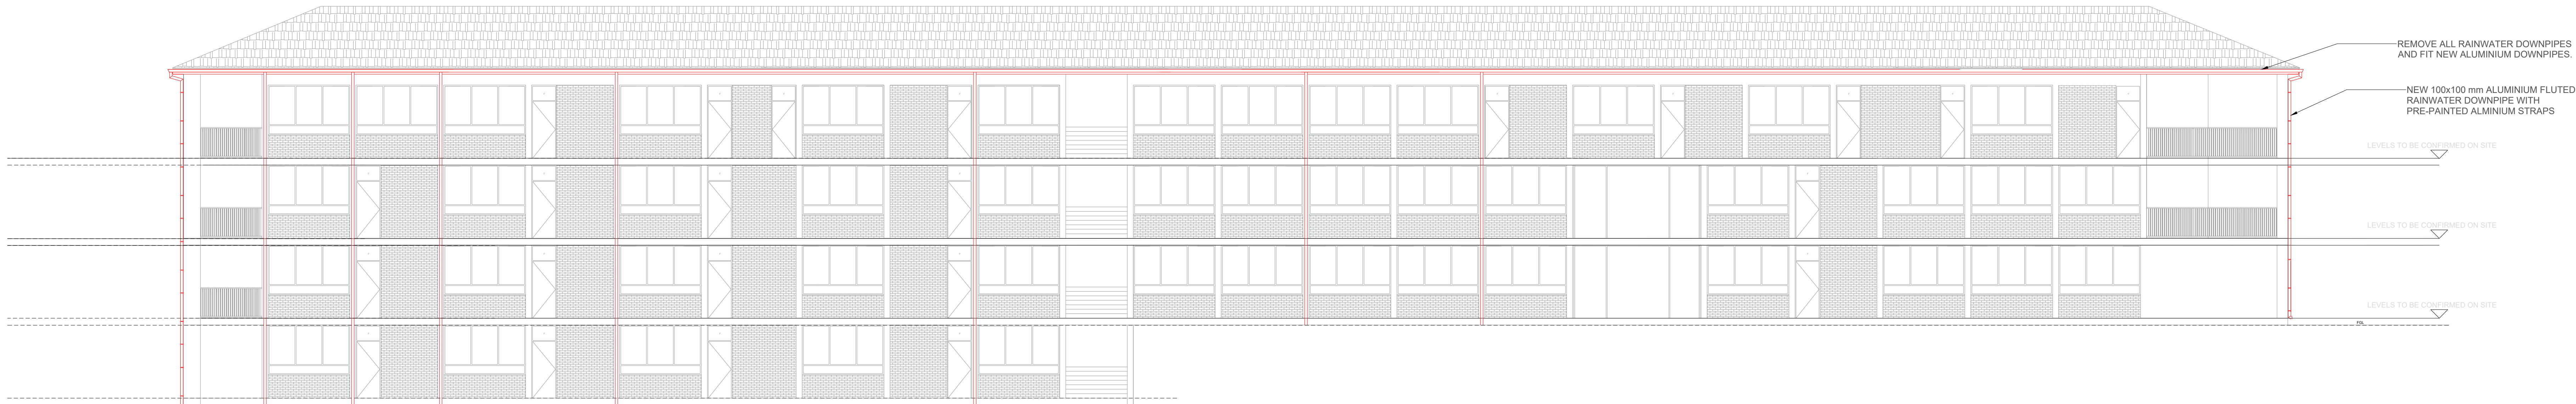 REMOVE ALL RAINWATER DOWNPIPES
AND FIT NEW ALUMINIUM DOWNPIPES.
NEW 100x100 mm ALUMINIUM FLUTED
RAINWATER DOWNPIPE WITH
PRE-PAINTED ALMINIUM STRAPS
LEVELS TO BE CONFIRMED ON SITE
LEVELS TO BE CONFIRMED ON SITE
LEVELS TO BE CONFIRMED ON SITE
FGL